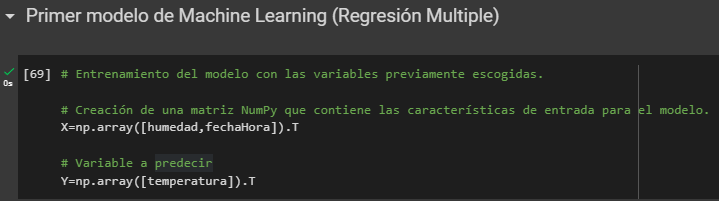 Primer modelo de Machine Learning (Regresión Multiple)
[69] # Entrenamiento del modelo con las variables previamente escogidas.
0s
# Creación de una matriz NumPy que contiene las características de entrada para el modelo.
X=np.array([humedad,fechaHora]).T
# Variable a predecir
Y=np.array([temperatura]).T